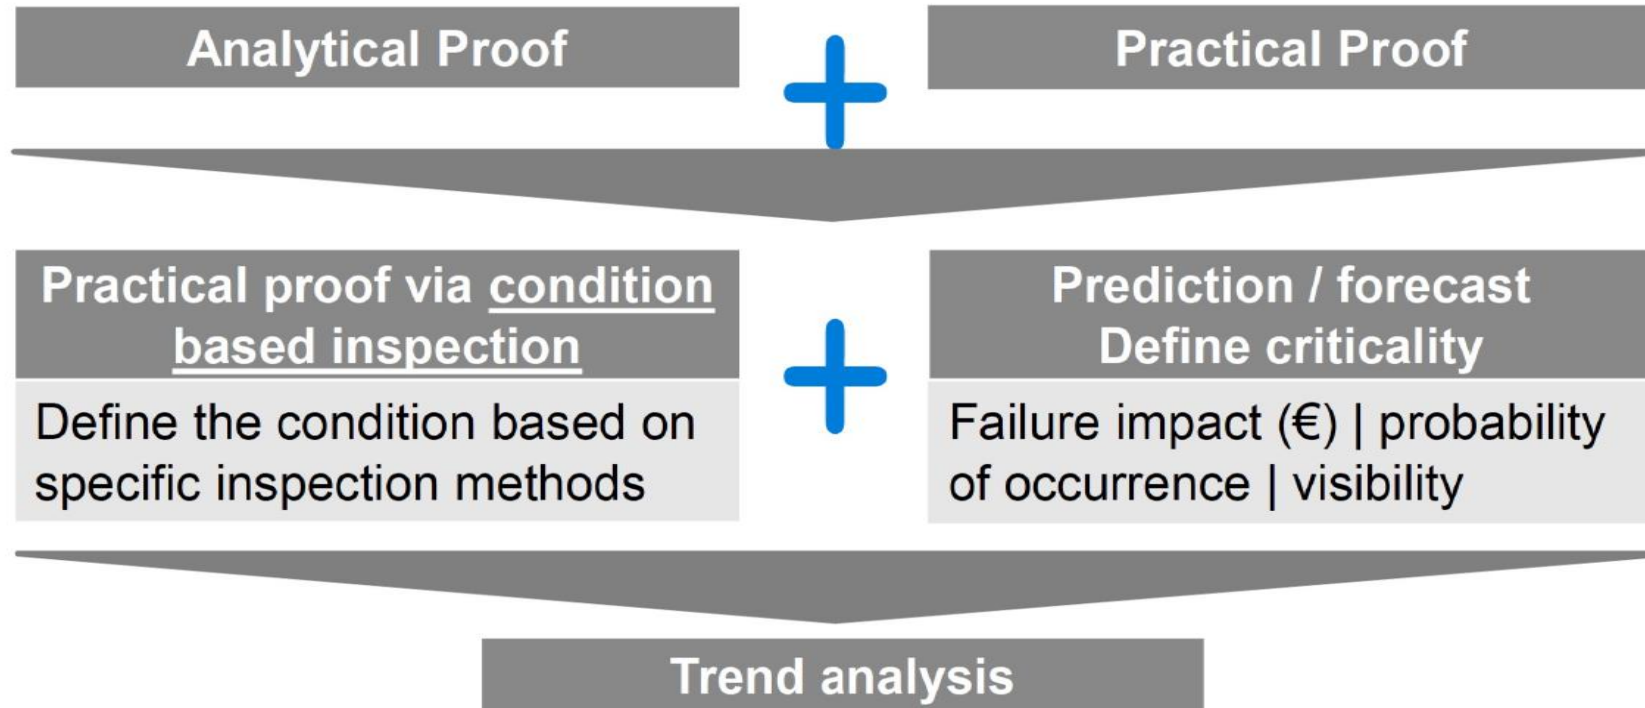 Analytical Proof
Practical Proof
Practical proof via condition
based inspection
Define the condition based on
specific inspection methods
Prediction / forecast
Define criticality
Failure impact (€) | probability
of occurrence | visibility
Trend analysis